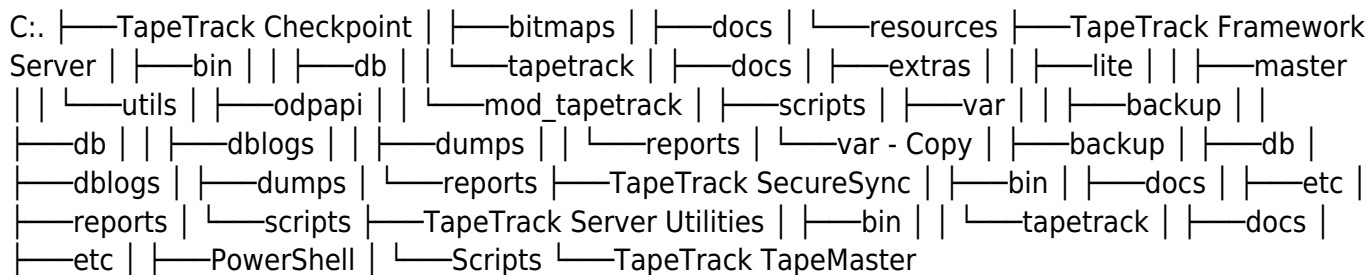 C:. ├───TapeTrack Checkpoint │ ├───bitmaps │ ├───docs │ └───resources ├───TapeTrack Framework
Server │ ├───bin │ │ ├───db │ │ └───tapetrack │ ├───docs │ ├───extras │ │ ├───lite │ │ ├───master
│ │ └───utils │ ├───odpapi │ │ └───mod_tapetrack │ ├───scripts │ ├───var │ │ ├───backup │ │
├───db │ │ ├───dblogs │ │ ├───dumps │ │ └───reports │ └───var - Copy │ ├───backup │ ├───db │
├───dblogs │ ├───dumps │ └───reports ├───TapeTrack SecureSync │ ├───bin │ ├───docs │ ├───etc │
├───reports │ └───scripts ├───TapeTrack Server Utilities │ ├───bin │ │ └───tapetrack │ ├───docs │
├───etc │ ├───PowerShell │ └───Scripts └───TapeTrack TapeMaster